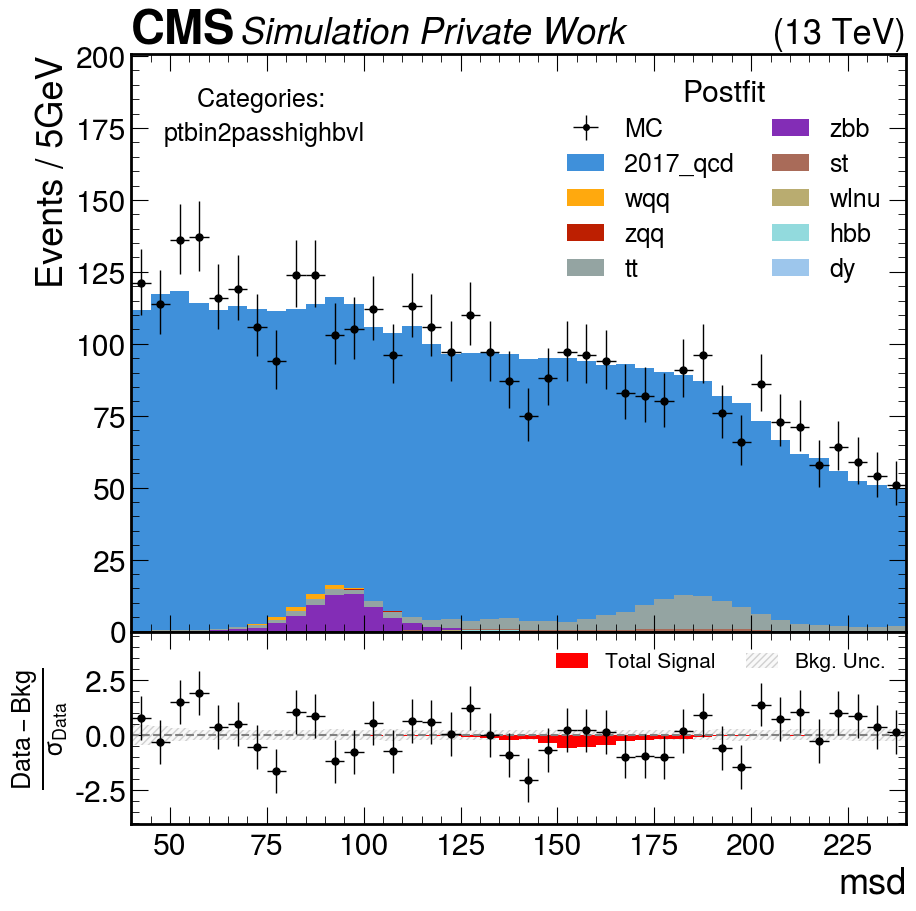 CMS Simulation Private Work (13 TeV)
Events / 5GeV
200
175
150
125
100
75
50
25
0
Categories:
ptbin2passhighbvl
Postfit
MC
2017_qcd
wqq
zqq
tt
zbb
st
wlnu
hbb
dy
Data – Bkg
σData
2.5
0.0
-2.5
Total Signal
Bkg. Unc.
50 75 100 125 150 175 200 225
msd